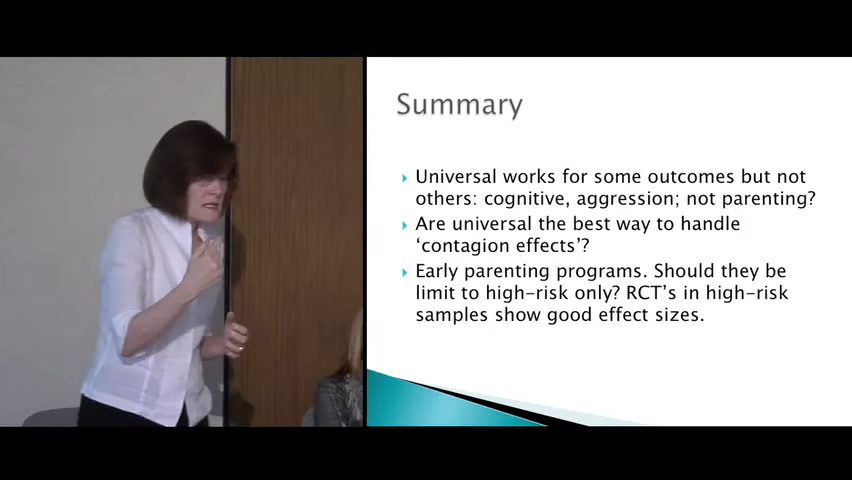 Summary
Universal works for some outcomes but not
others: cognitive, aggression; not parenting?
Are universal the best way to handle
‘contagion effects’?
Early parenting programs. Should they be
limit to high-risk only? RCT’s in high-risk
samples show good effect sizes.